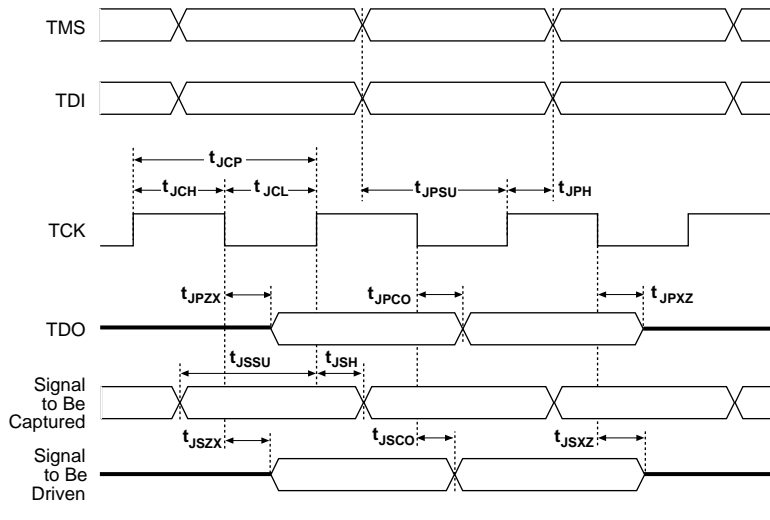 TMS
TDI
tJCP
tJCH
tJCL
tJPSU
tJPH
TCK
tJPZX
tJPCO
tJPXZ
TDO
tJSSU
tJSH
Signal
to Be
Captured
tJSZX
tJSCO
tJSXZ
Signal
to Be
Driven